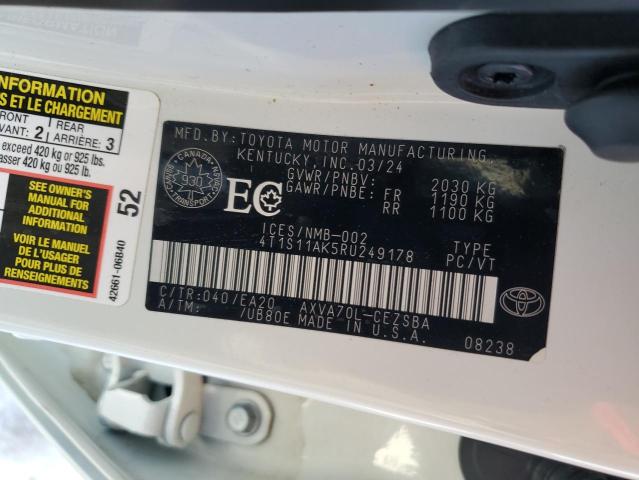 INFORMATION
S ET LE CHARGEMENT
FRONT
VANT: 2
REAR
ARRIÈRE: 3
exceed 420 kg or 925 lbs.
asser 420 kg ou 925 lb.
SEE OWNER'S
MANUAL FOR
ADDITIONAL
INFORMATION
VOIR LE MANUEL
DE L'USAGER
POUR PLUS DE
RENSEIGNEMENTS
52
42661-06B40
MFD. BY: TOYOTA MOTOR MANUFACTURING,
KENTUCKY, INC. 03/24
GVWR/PNBV: 2030 KG
GAWR/PNBE: FR 1190 KG
RR 1100 KG
CANADA
930
TRANSPORT
EC
ICES/NMB-002
4T1S11AK5RU249178
TYPE
PC/VT
C/TR:040/EA20 AXVA70L-CEZSBA
A/TM: /UB80E MADE IN U.S.A.
TOYOTA
08238